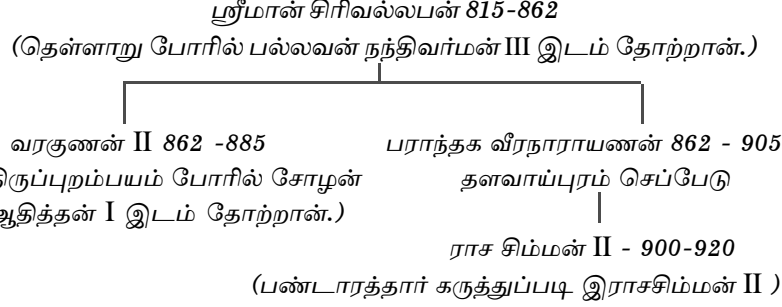 ஸ்ரீமான் சிரிவல்லபன் 815-862
(தெள்ளாறு போரில் பல்லவன் நந்திவர்மன் III இடம் தோற்றான்.)
வரகுணன் II 862 -885
பராந்தக வீரநாராயணன் 862 - 905
திருப்புறம்பயம் போரில் சோழன்
தளவாய்புரம் செப்பேடு
ஆதித்தன் I இடம் தோற்றான்.)
ராச சிம்மன் II - 900-920
(பண்டாரத்தார் கருத்துப்படி இராசசிம்மன் II )